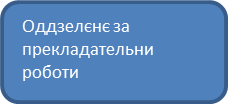 Оддзелєнє за
прекладательни
роботи